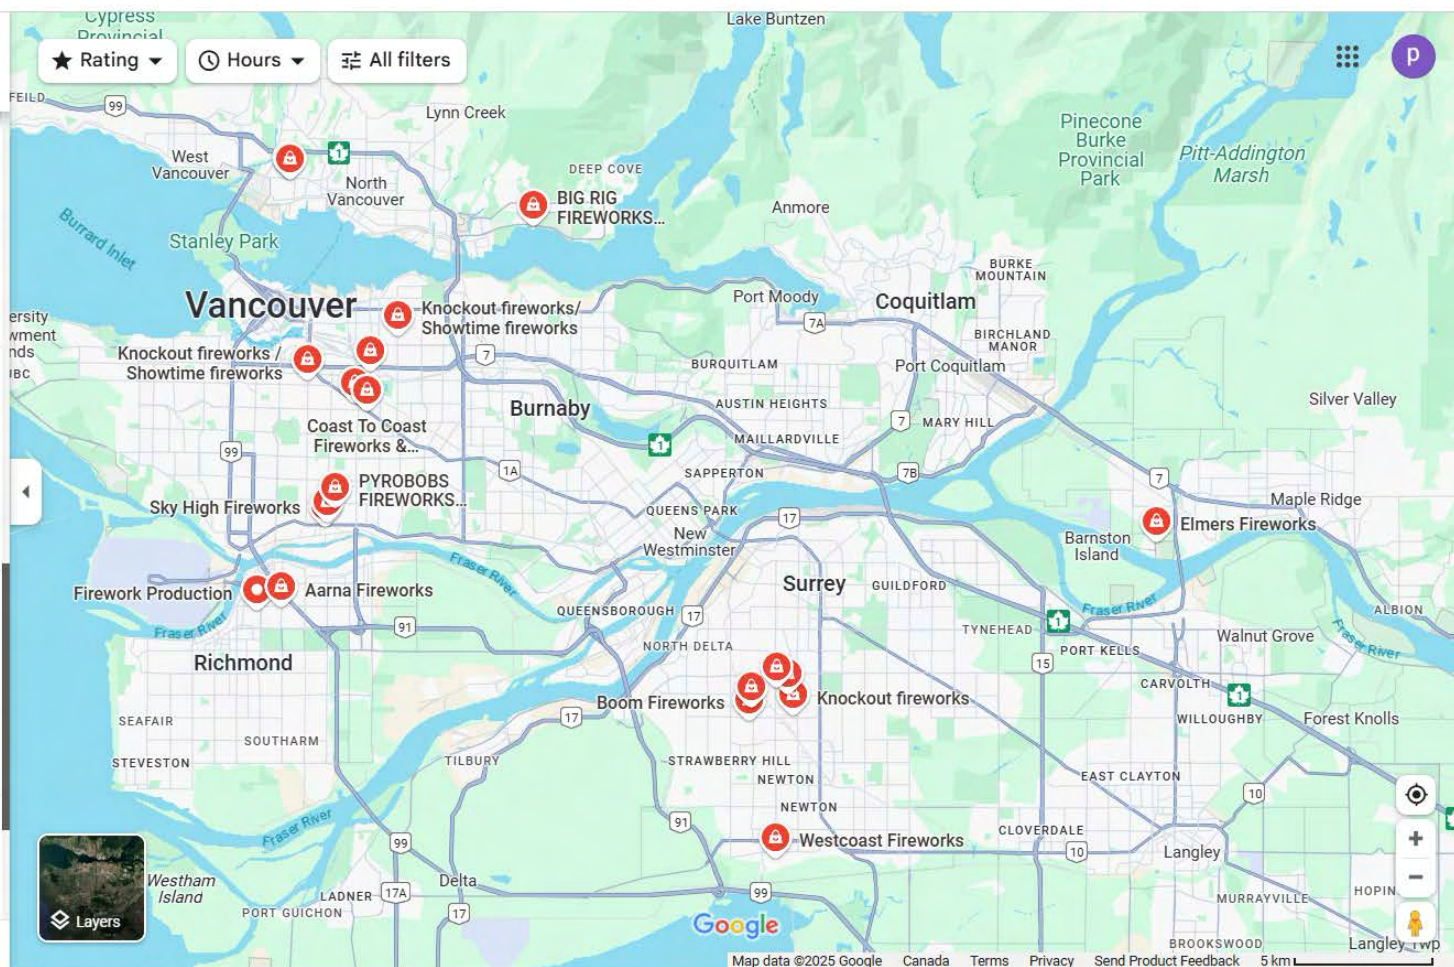 Cypress
Provincial
Lake Buntzen
Rating
Hours
All filters
p
FEILD
99
Lynn Creek
Pinecone
Burke
Provincial
Park
Pitt-Addington
Marsh
West
Vancouver
1
North
Vancouver
DEEP COVE
BIG RIG
FIREWORKS...
Anmore
Burrard Inlet
Stanley Park
BURKE
MOUNTAIN
Vancouver
Knockout fireworks/
Showtime fireworks
Port Moody
Coquitlam
7A
ersity
wment
nds
JBC
Knockout fireworks /
Showtime fireworks
7
BIRCHLAND
MANOR
BURQUITLAM
Port Coquitlam
Burnaby
AUSTIN HEIGHTS
Silver Valley
Coast To Coast
Fireworks &...
7
MARY HILL
MAILLARDVILLE
1
99
1A
SAPPERTON
7B
7
PYROBOBS
FIREWORKS...
Sky High Fireworks
QUEENS PARK
17
New
Westminster
Maple Ridge
Elmers Fireworks
Barnston
Island
Fraser River
Firework Production
Aarna Fireworks
Surrey
GUILDFORD
QUEENSBOROUGH
Fraser River
ALBION
Fraser River
91
17
TYNEHEAD
1
Walnut Grove
Fraser River
Richmond
NORTH DELTA
PORT KELLS
15
CARVOLTH
1
Boom Fireworks
Knockout fireworks
17
WILLOUGHBY
Forest Knolls
SEAFAIR
SOUTHARM
STEVESTON
TILBURY
STRAWBERRY HILL
NEWTON
EAST CLAYTON
10
NEWTON
Fraser River
91
CLOVERDALE
99
Westcoast Fireworks
10
Langley
Westham
Island
LADNER
17A
Delta
99
HOPIN
MURRAYVILLE
PORT GUICHON
17
Layers
Google
BROOKSWOOD
Langley Twp
Map data ©2025 Google
Canada
Terms
Privacy
Send Product Feedback
5 km